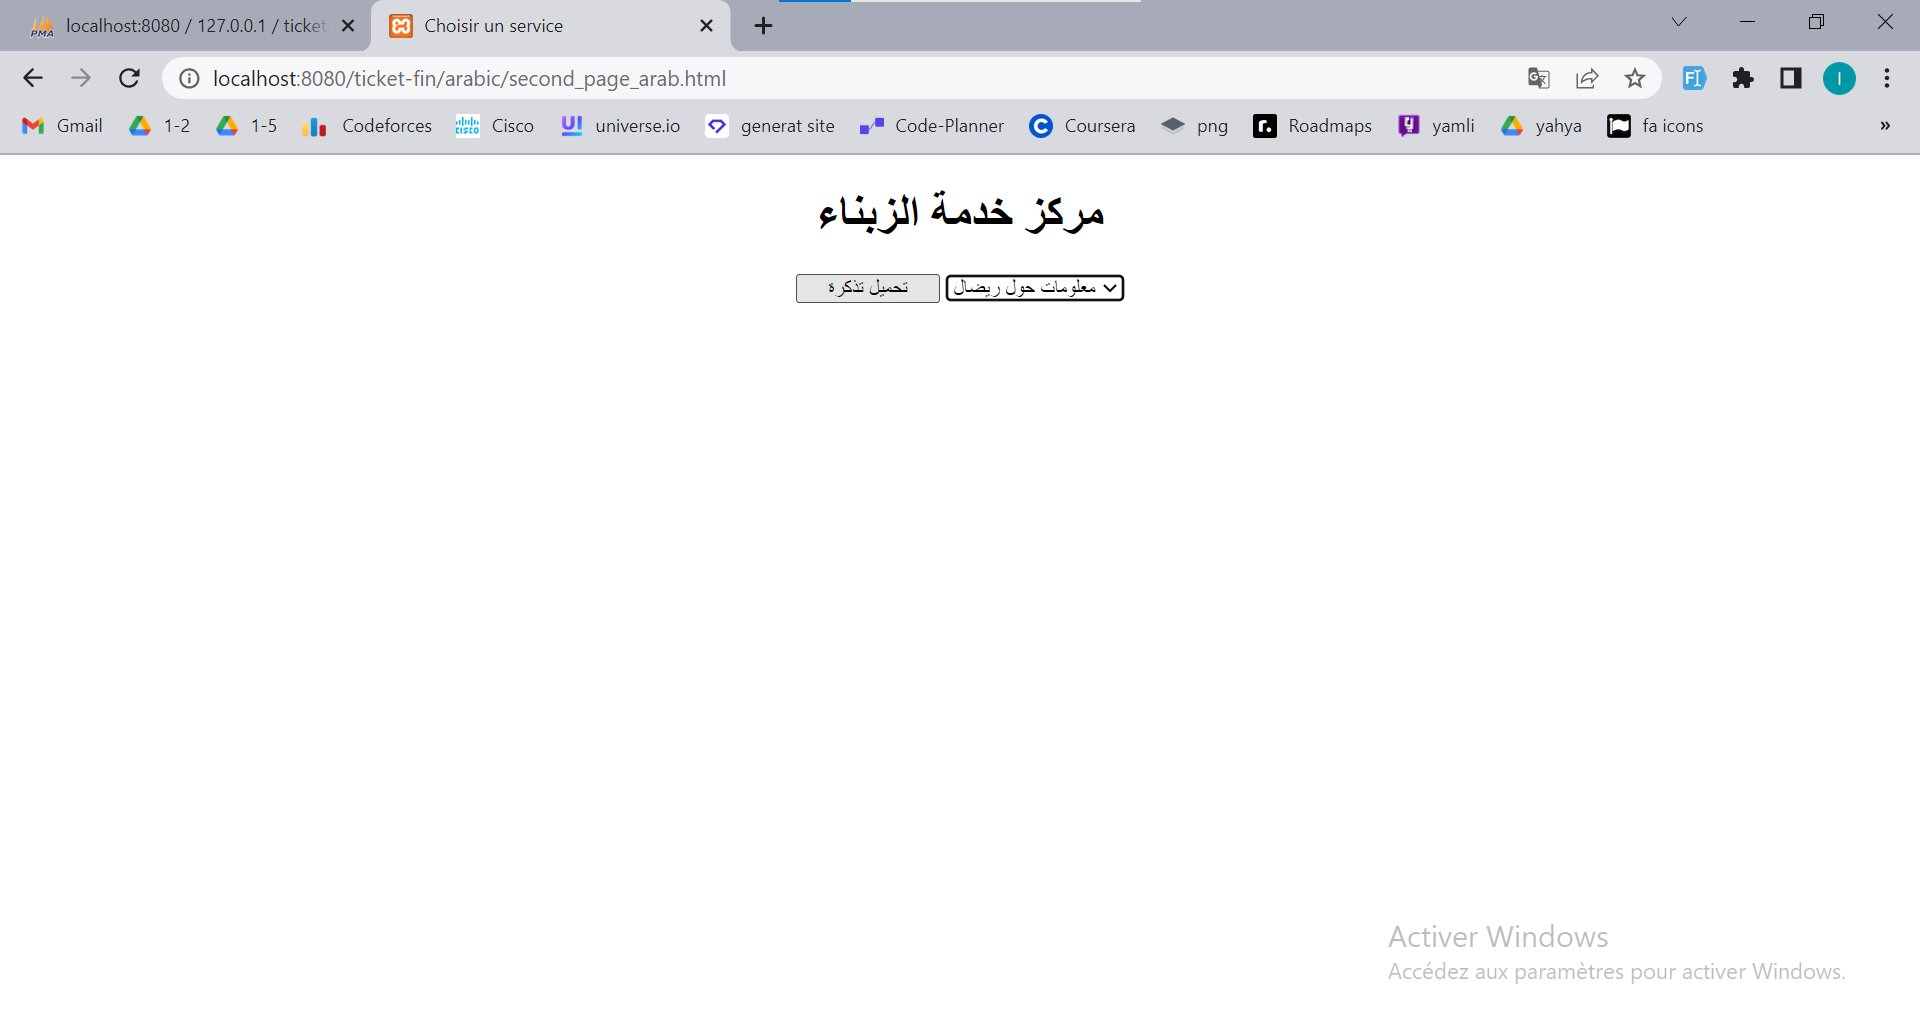 localhost:8080 / 127.0.0.1 / ticket
Choisir un service
localhost:8080/ticket-fin/arabic/second_page_arab.html
Gmail 1-2 1-5 Codeforces Cisco universe.io generat site Code-Planner Coursera png Roadmaps yamli yahya fa icons »
مركز خدمة الزبناء
معلومات حول ريضال
تحميل تذكرة
Activer Windows
Accédez aux paramètres pour activer Windows.